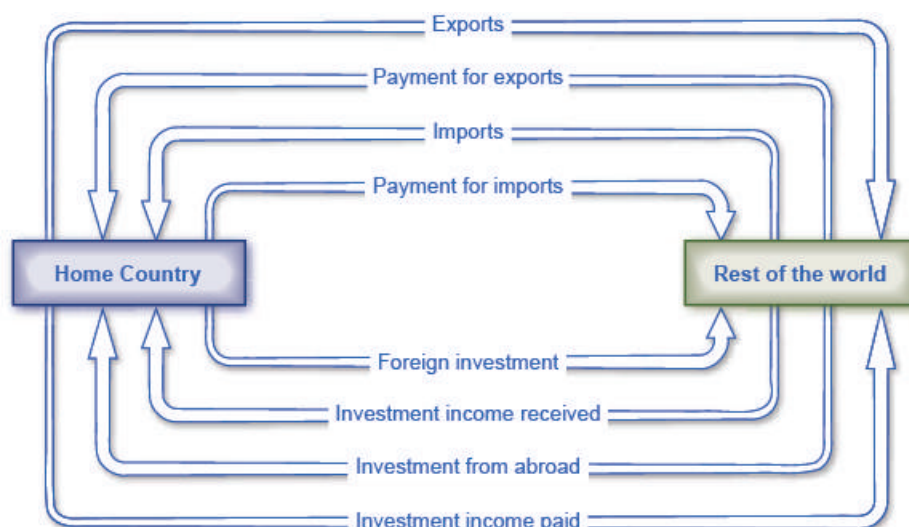 Exports
Payment for exports
Imports
Payment for imports
Home Country
Rest of the world
Foreign investment
Investment income received
Investment from abroad
Investment income paid